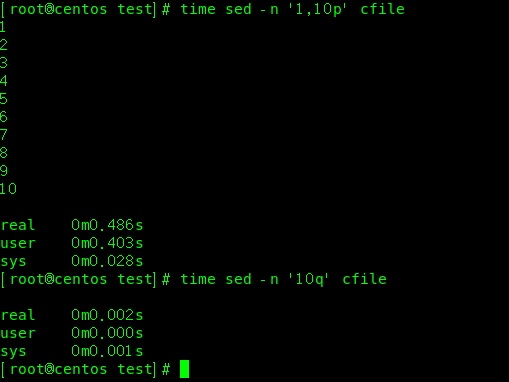 [root@centos test]# time sed -n '1,10p' cfile
1
2
3
4
5
6
7
8
9
10
real 0m0.486s
user 0m0.403s
sys 0m0.028s
[root@centos test]# time sed -n '10q' cfile
real 0m0.002s
user 0m0.000s
sys 0m0.001s
[root@centos test]#